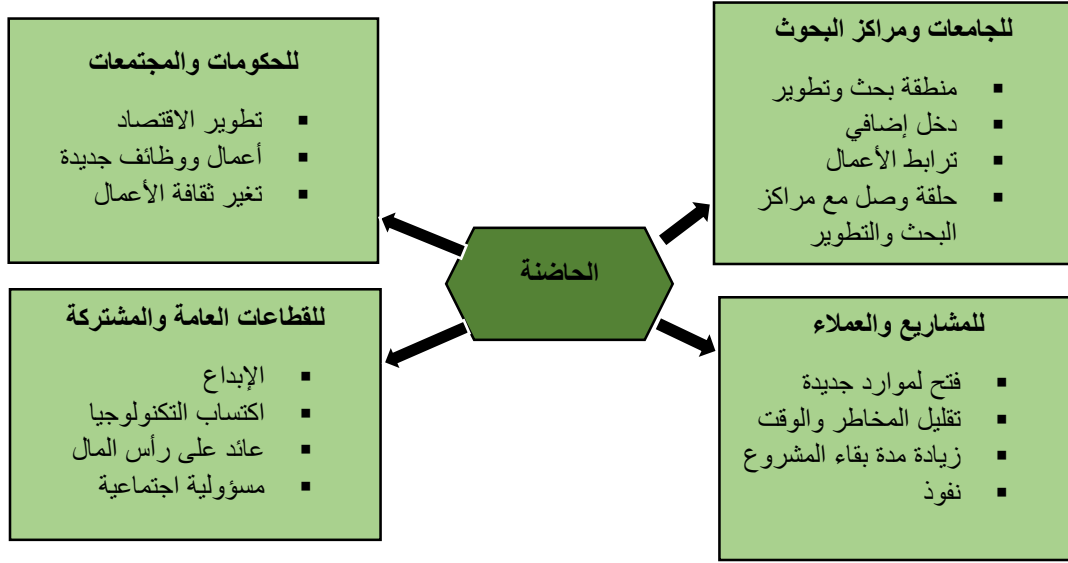 للجامعات ومراكز البحوث
▪ منطقة بحث وتطوير
▪ دخل إضافي
▪ ترابط الأعمال
▪ حلقة وصل مع مراكز
البحث والتطوير
للحكومات والمجتمعات
▪ تطوير الاقتصاد
▪ أعمال ووظائف جديدة
▪ تغير ثقافة الأعمال
الحاضنة
للمشاريع والعملاء
▪ فتح لموارد جديدة
▪ تقليل المخاطر والوقت
▪ زيادة مدة بقاء المشروع
▪ نفوذ
للقطاعات العامة والمشتركة
▪ الإبداع
▪ اكتساب التكنولوجيا
▪ عائد على رأس المال
▪ مسؤولية اجتماعية